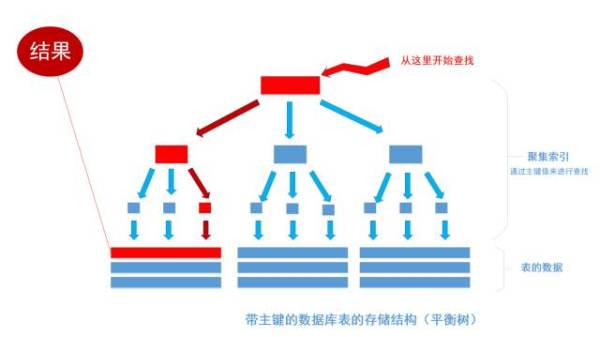 结果
从这里开始查找
聚集索引
通过主键值来进行查找
表的数据
带主键的数据库表的存储结构（平衡树）